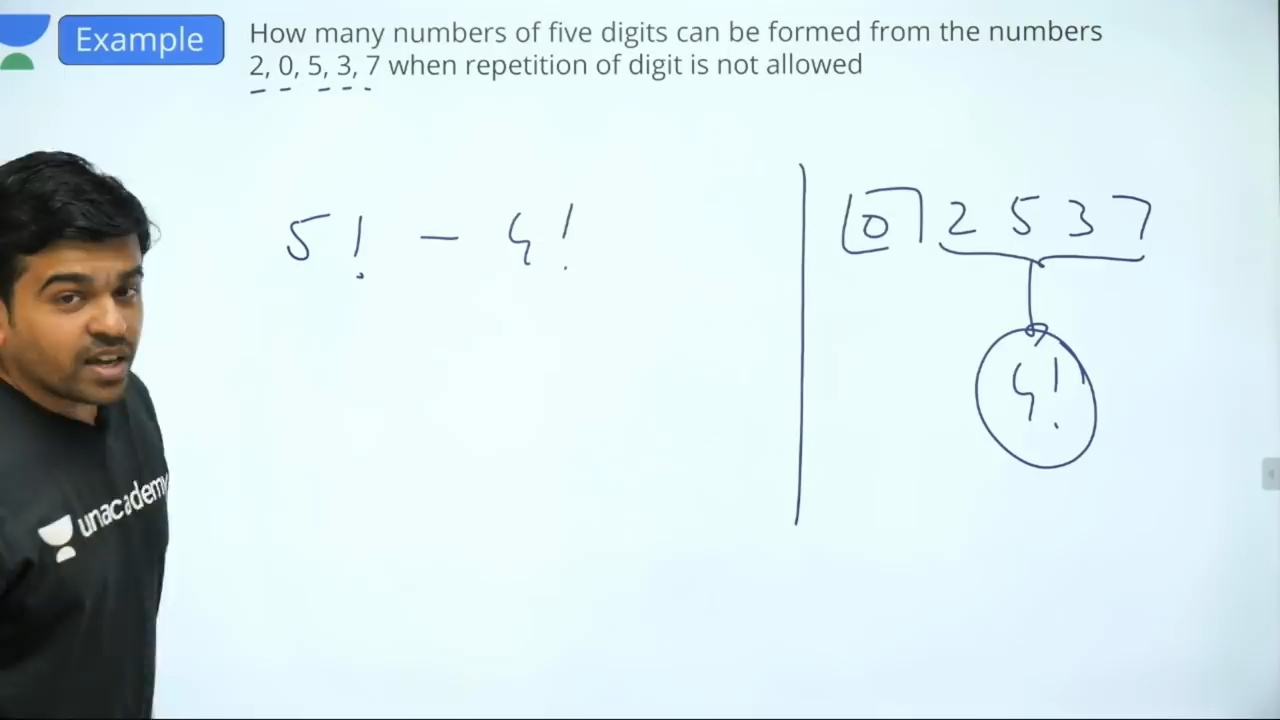 Example
How many numbers of five digits can be formed from the numbers
2, 0, 5, 3, 7 when repetition of digit is not allowed
5! - 4!
0 2 5 3 7
4!
unacademy